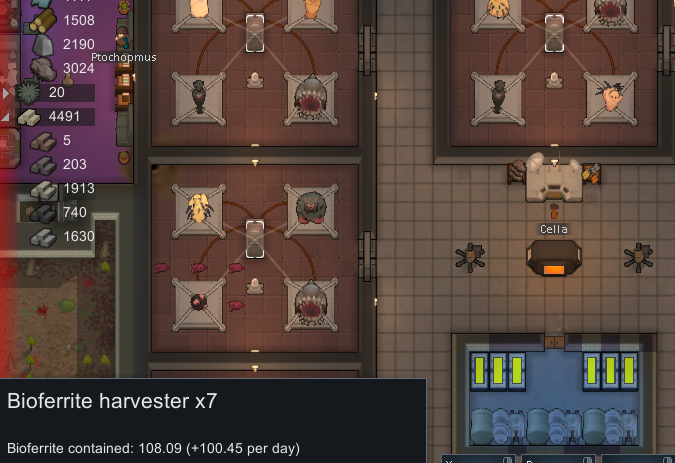 1508
2190
Ptochopmus
3024
20
4491
5
203
1913
740
1630
Cella
Bioferrite harvester x7
Bioferrite contained: 108.09 (+100.45 per day)